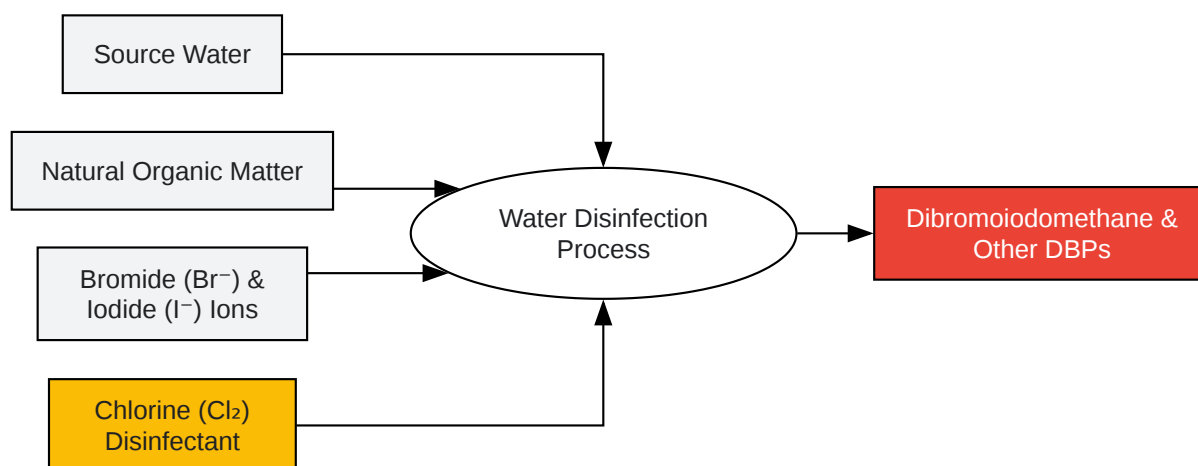 Source Water
Natural Organic Matter
Bromide (Br⁻) &
Iodide (I⁻) Ions
Chlorine (Cl₂)
Disinfectant
Water Disinfection
Process
Dibromoiodomethane &
Other DBPs